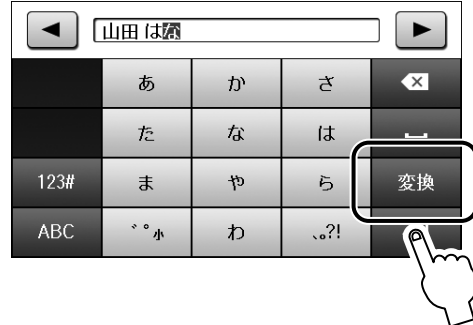 山田 はな
あ か さ
た な は
123# ま や ら 変換
ABC ゛゜小 わ 、。?!